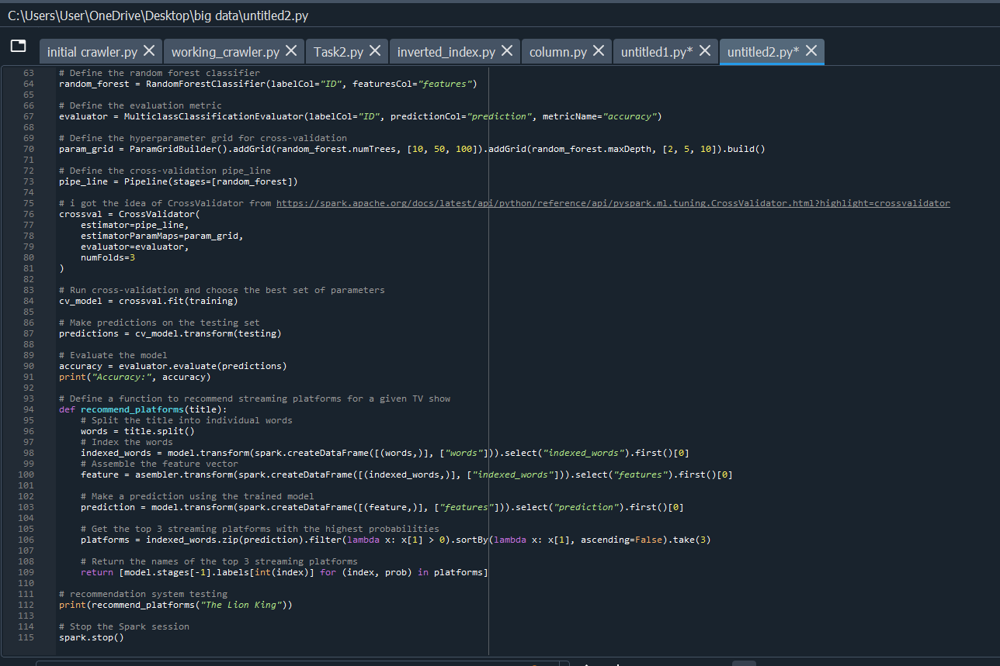 C:\Users\User\OneDrive\Desktop\big data\untitled2.py
initial crawler.py working_crawler.py Task2.py inverted_index.py column.py untitled1.py* untitled2.py*
63 # Define the random forest classifier
64 random_forest = RandomForestClassifier(labelCol="ID", featuresCol="features")
65
66 # Define the evaluation metric
67 evaluator = MulticlassClassificationEvaluator(labelCol="ID", predictionCol="prediction", metricName="accuracy")
68
69 # Define the hyperparameter grid for cross-validation
70 param_grid = ParamGridBuilder().addGrid(random_forest.numTrees, [10, 50, 100]).addGrid(random_forest.maxDepth, [2, 5, 10]).build()
71
72 # Define the cross-validation pipe_line
73 pipe_line = Pipeline(stages=[random_forest])
74
75 # i got the idea of CrossValidator from https://spark.apache.org/docs/latest/api/python/reference/api/pyspark.ml.tuning.CrossValidator.html?highlight=crossvalidator
76 crossval = CrossValidator(
77     estimator=pipe_line,
78     estimatorParamMaps=param_grid,
79     evaluator=evaluator,
80     numFolds=3
81 )
82
83 # Run cross-validation and choose the best set of parameters
84 cv_model = crossval.fit(training)
85
86 # Make predictions on the testing set
87 predictions = cv_model.transform(testing)
88
89 # Evaluate the model
90 accuracy = evaluator.evaluate(predictions)
91 print("Accuracy:", accuracy)
92
93 # Define a function to recommend streaming platforms for a given TV show
94 def recommend_platforms(title):
95     # Split the title into individual words
96     words = title.split()
97     # Index the words
98     indexed_words = model.transform(spark.createDataFrame([(words,)], ["words"])).select("indexed_words").first()[0]
99     # Assemble the feature vector
100     feature = asembler.transform(spark.createDataFrame([(indexed_words,)], ["indexed_words"])).select("features").first()[0]
101
102     # Make a prediction using the trained model
103     prediction = model.transform(spark.createDataFrame([(feature,)], ["features"])).select("prediction").first()[0]
104
105     # Get the top 3 streaming platforms with the highest probabilities
106     platforms = indexed_words.zip(prediction).filter(lambda x: x[1] > 0).sortBy(lambda x: x[1], ascending=False).take(3)
107
108     # Return the names of the top 3 streaming platforms
109     return [model.stages[-1].labels[int(index)] for (index, prob) in platforms]
110
111 # recommendation system testing
112 print(recommend_platforms("The Lion King"))
113
114 # Stop the Spark session
115 spark.stop()